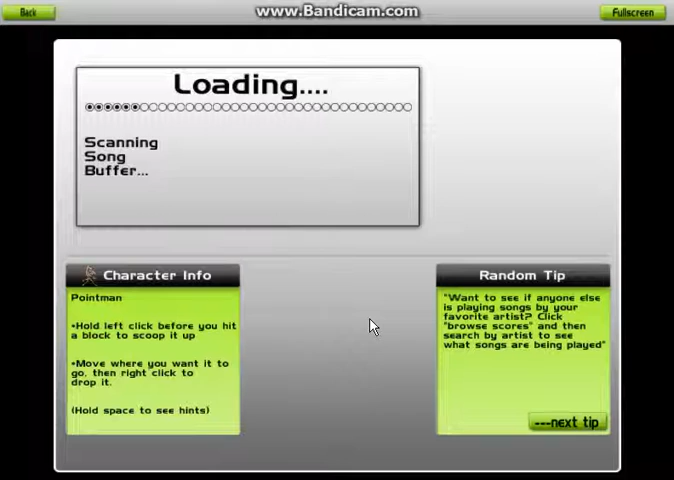 www.Bandicam.com
Back
Fullscreen
Loading....
Scanning
Song
Buffer...
Character Info
Pointman
•Hold left click before you hit
a block to scoop it up
•Move where you want it to
go, then right click to
drop it.
(Hold space to see hints)
Random Tip
"Want to see if anyone else
is playing songs by your
favorite artist? Click
"browse scores" and then
search by artist to see
what songs are being played"
---next tip